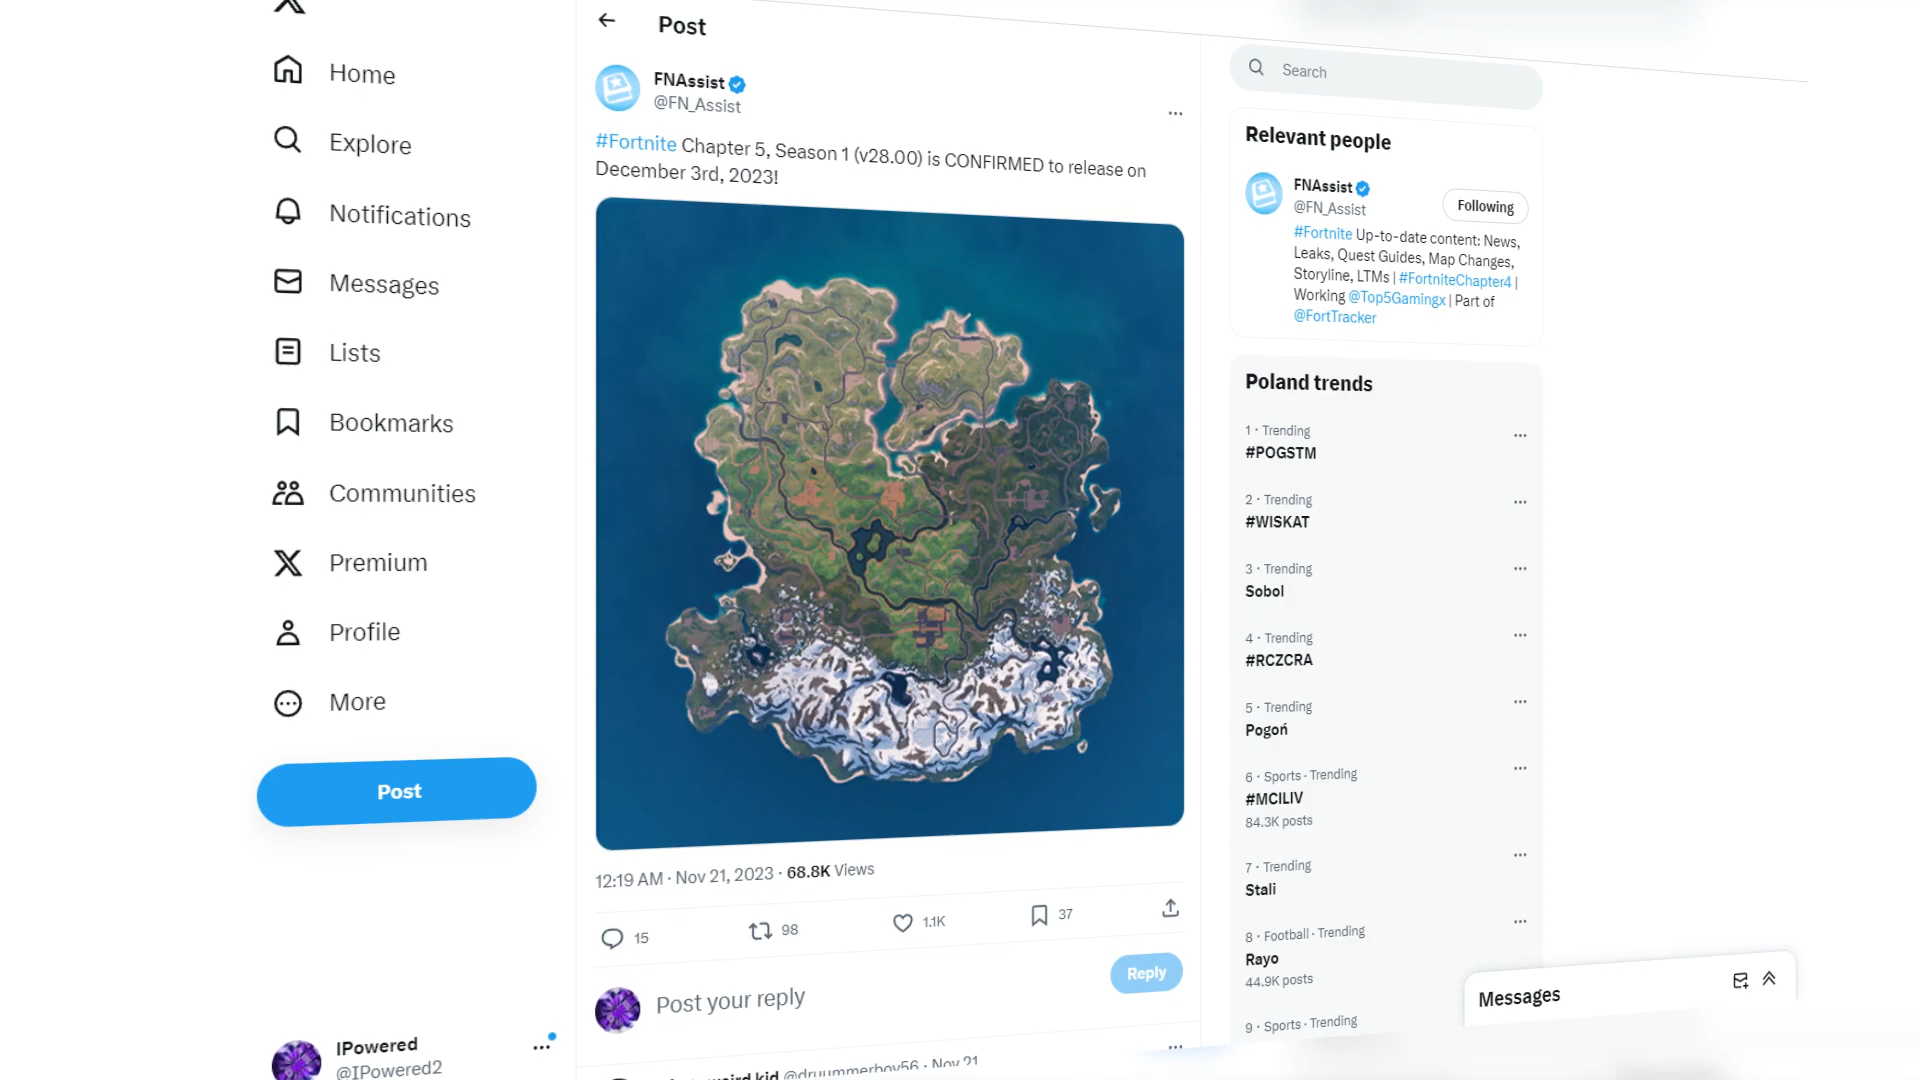 Home
Explore
Notifications
Messages
Lists
Bookmarks
Communities
Premium
Profile
More
Post
IPowered
@IPowered2
Post
FNAssist
@FN_Assist
#Fortnite Chapter 5, Season 1 (v28.00) is CONFIRMED to release on
December 3rd, 2023!
12:19 AM · Nov 21, 2023 · 68.8K Views
15
98
1.1K
37
Post your reply
Reply
kid @druummerboy56 · Nov 21
Search
Relevant people
FNAssist
@FN_Assist
Following
#Fortnite Up-to-date content: News,
Leaks, Quest Guides, Map Changes,
Storyline, LTMs | #FortniteChapter4 |
Working @Top5Gamingx | Part of
@FortTracker
Poland trends
1 · Trending
#POGSTM
2 · Trending
#WISKAT
3 · Trending
Sobol
4 · Trending
#RCZCRA
5 · Trending
Pogoń
6 · Sports · Trending
#MCILIV
84.3K posts
7 · Trending
Stali
8 · Football · Trending
Rayo
44.9K posts
9 · Sports · Trending
Messages